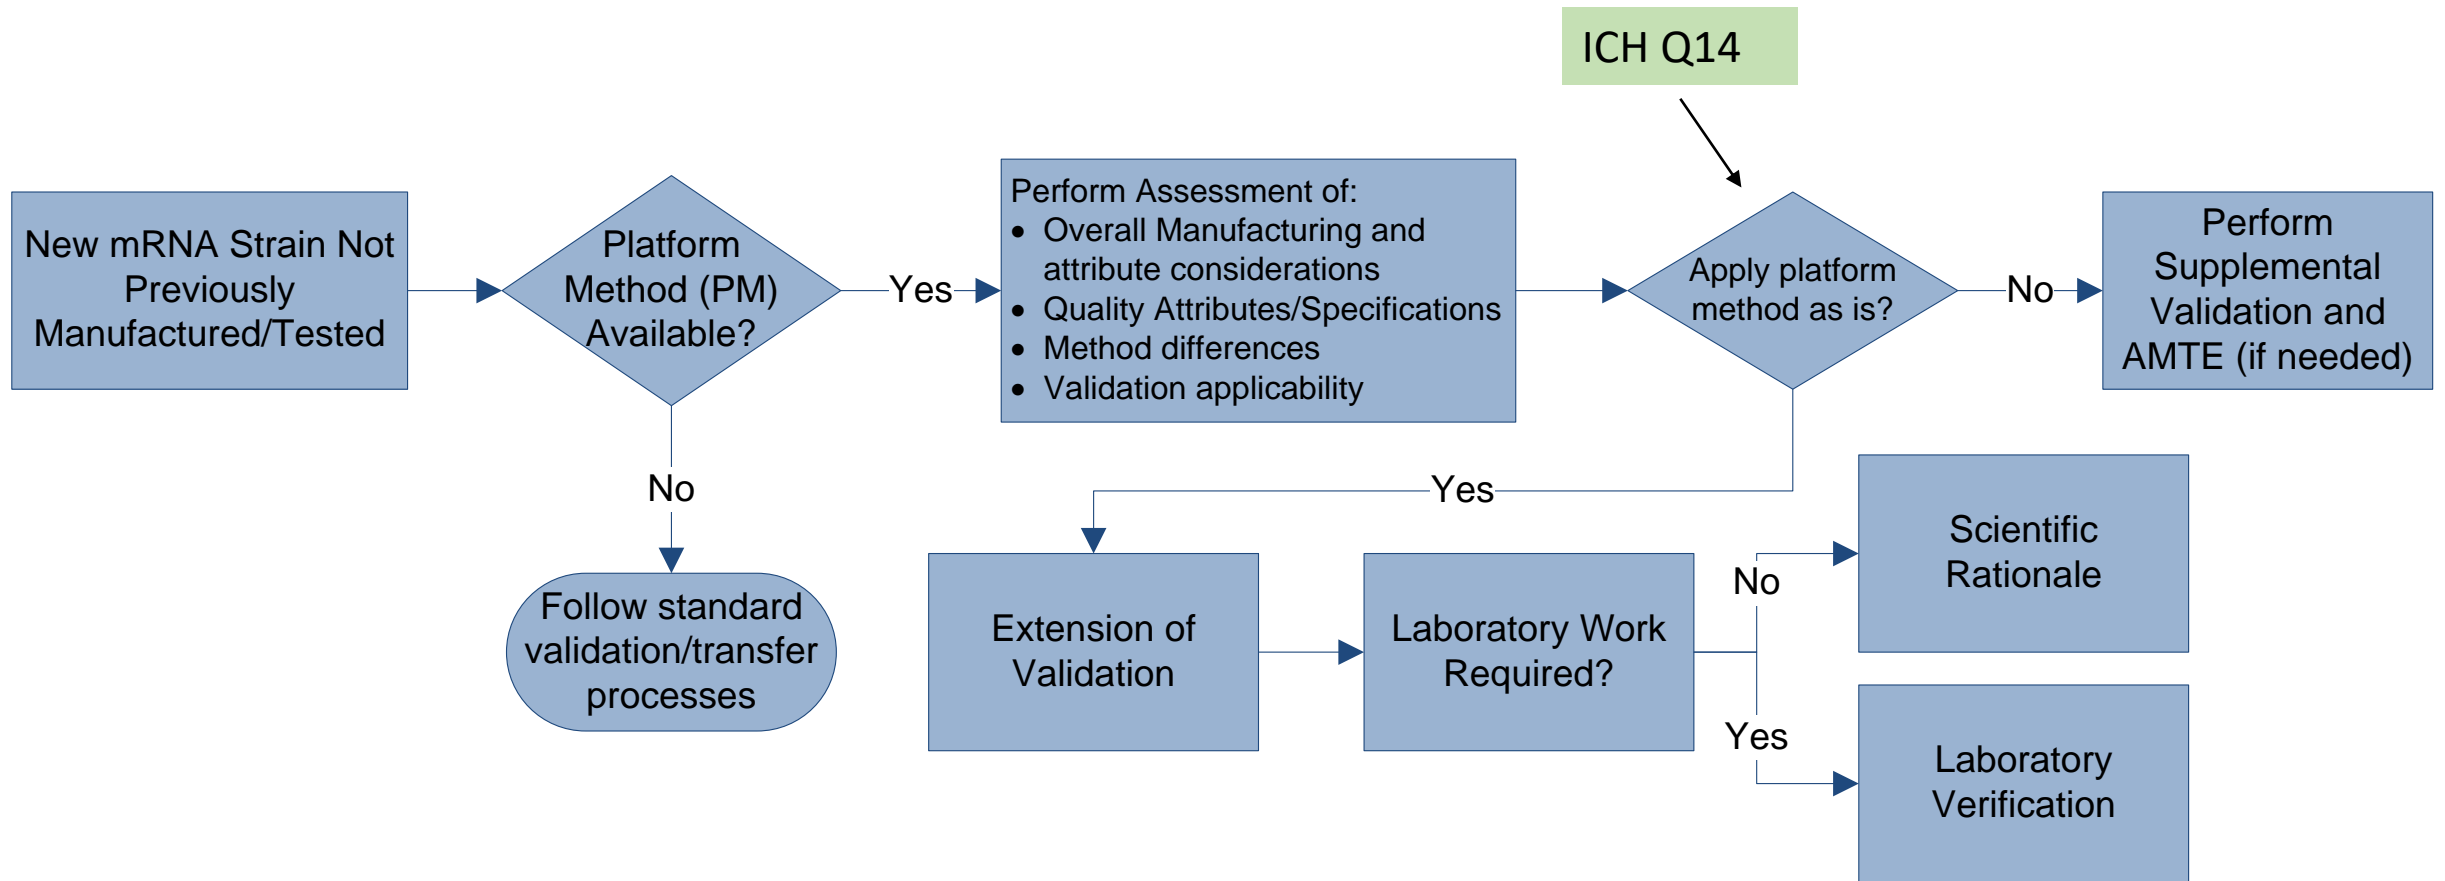 ICH Q14
New mRNA Strain Not
Previously
Manufactured/Tested
Platform
Method (PM)
Available?
Yes
Perform Assessment of:
• Overall Manufacturing and
attribute considerations
• Quality Attributes/Specifications
• Method differences
• Validation applicability
Apply platform
method as is?
No
Perform
Supplemental
Validation and
AMTE (if needed)
No
Follow standard
validation/transfer
processes
Yes
Extension of
Validation
Laboratory Work
Required?
No
Scientific
Rationale
Yes
Laboratory
Verification